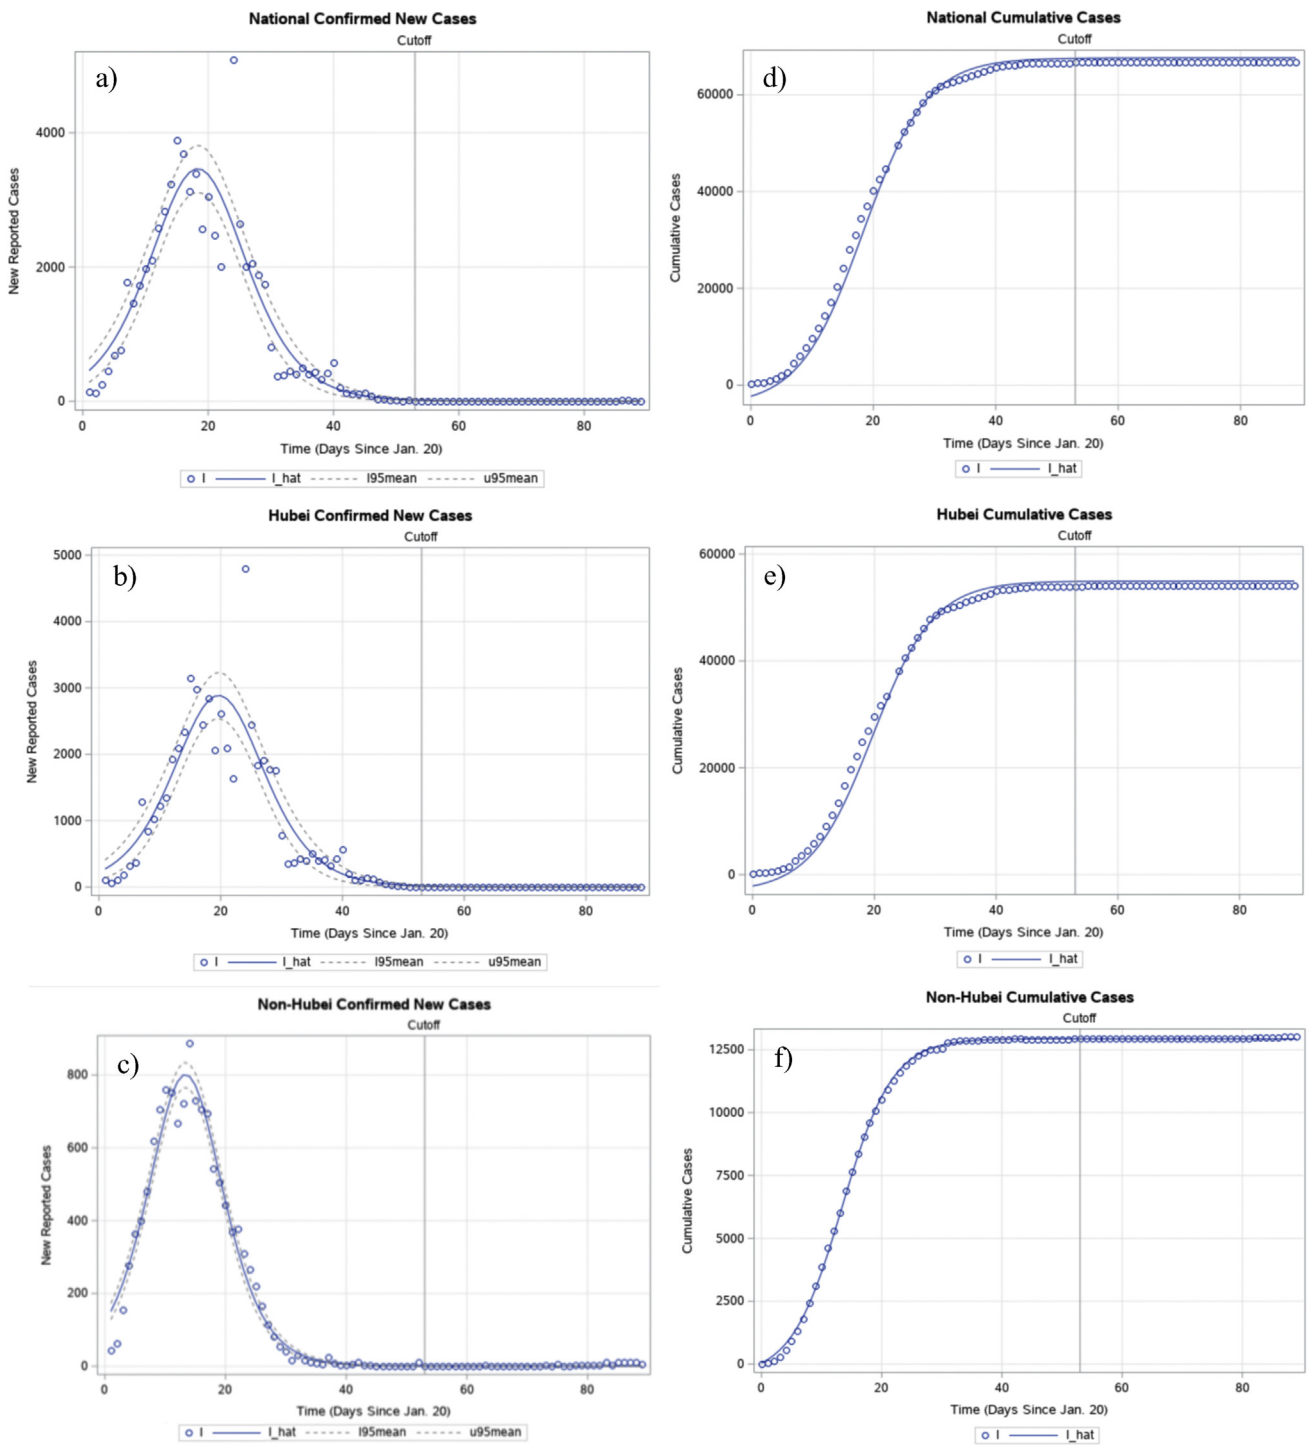 National Confirmed New Cases
Cutoff
a)
4000
2000
0
New Reported Cases
0 20 40 60 80
Time (Days Since Jan. 20)
I I_hat l95mean u95mean
National Cumulative Cases
Cutoff
d)
60000
40000
20000
0
Cumulative Cases
0 20 40 60 80
Time (Days Since Jan. 20)
I I_hat
Hubei Confirmed New Cases
Cutoff
b)
5000
4000
3000
2000
1000
0
New Reported Cases
0 20 40 60 80
Time (Days Since Jan. 20)
I I_hat l95mean u95mean
Hubei Cumulative Cases
Cutoff
e)
60000
40000
20000
0
Cumulative Cases
0 20 40 60 80
Time (Days Since Jan. 20)
I I_hat
Non-Hubei Confirmed New Cases
Cutoff
c)
800
600
400
200
0
New Reported Cases
0 20 40 60 80
Time (Days Since Jan. 20)
I I_hat l95mean u95mean
Non-Hubei Cumulative Cases
Cutoff
f)
12500
10000
7500
5000
2500
0
Cumulative Cases
0 20 40 60 80
Time (Days Since Jan. 20)
I I_hat